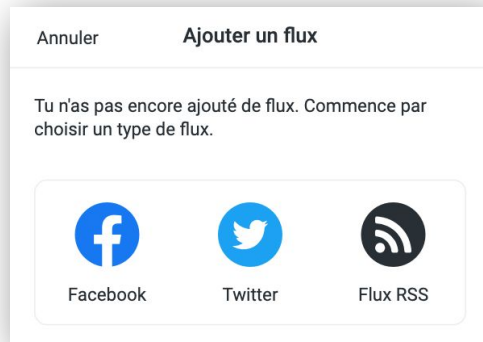 Annuler Ajouter un flux
Tu n'as pas encore ajouté de flux. Commence par
choisir un type de flux.
Facebook Twitter Flux RSS